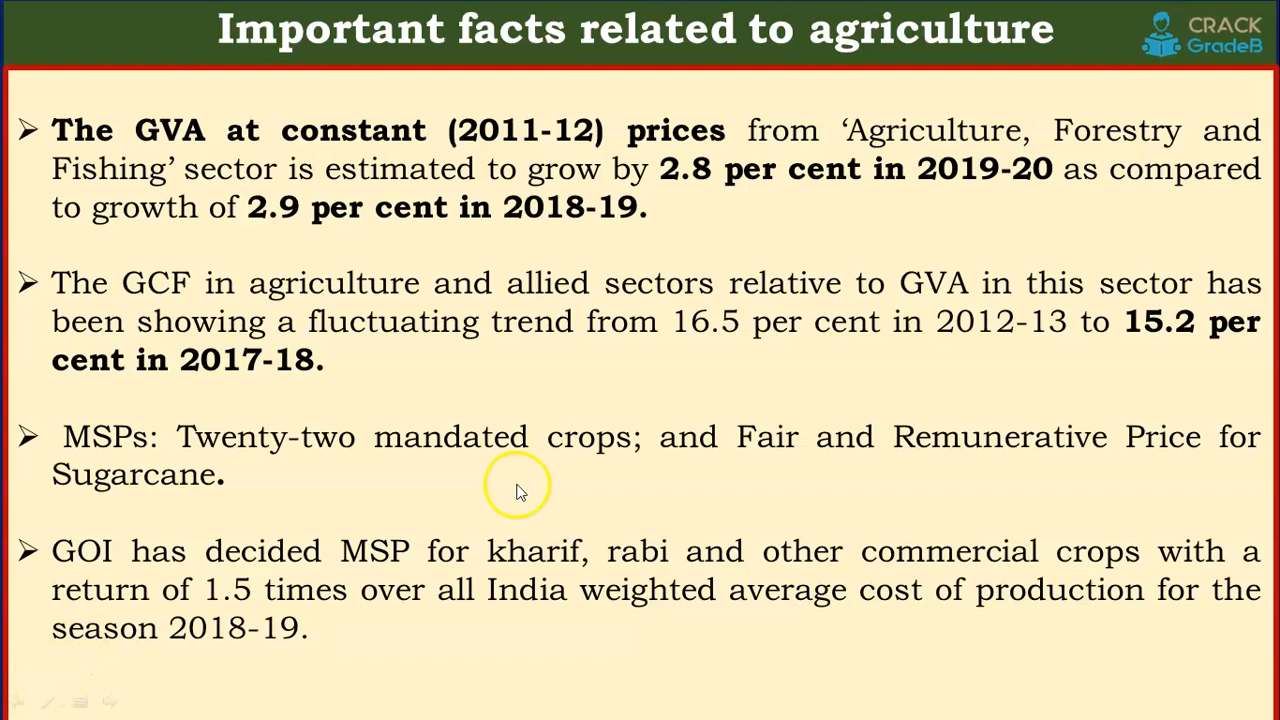 Important facts related to agriculture
CRACK
GradeB
➢ The GVA at constant (2011-12) prices from ‘Agriculture, Forestry and
Fishing’ sector is estimated to grow by 2.8 per cent in 2019-20 as compared
to growth of 2.9 per cent in 2018-19.
➢ The GCF in agriculture and allied sectors relative to GVA in this sector has
been showing a fluctuating trend from 16.5 per cent in 2012-13 to 15.2 per
cent in 2017-18.
➢ MSPs: Twenty-two mandated crops; and Fair and Remunerative Price for
Sugarcane.
➢ GOI has decided MSP for kharif, rabi and other commercial crops with a
return of 1.5 times over all India weighted average cost of production for the
season 2018-19.